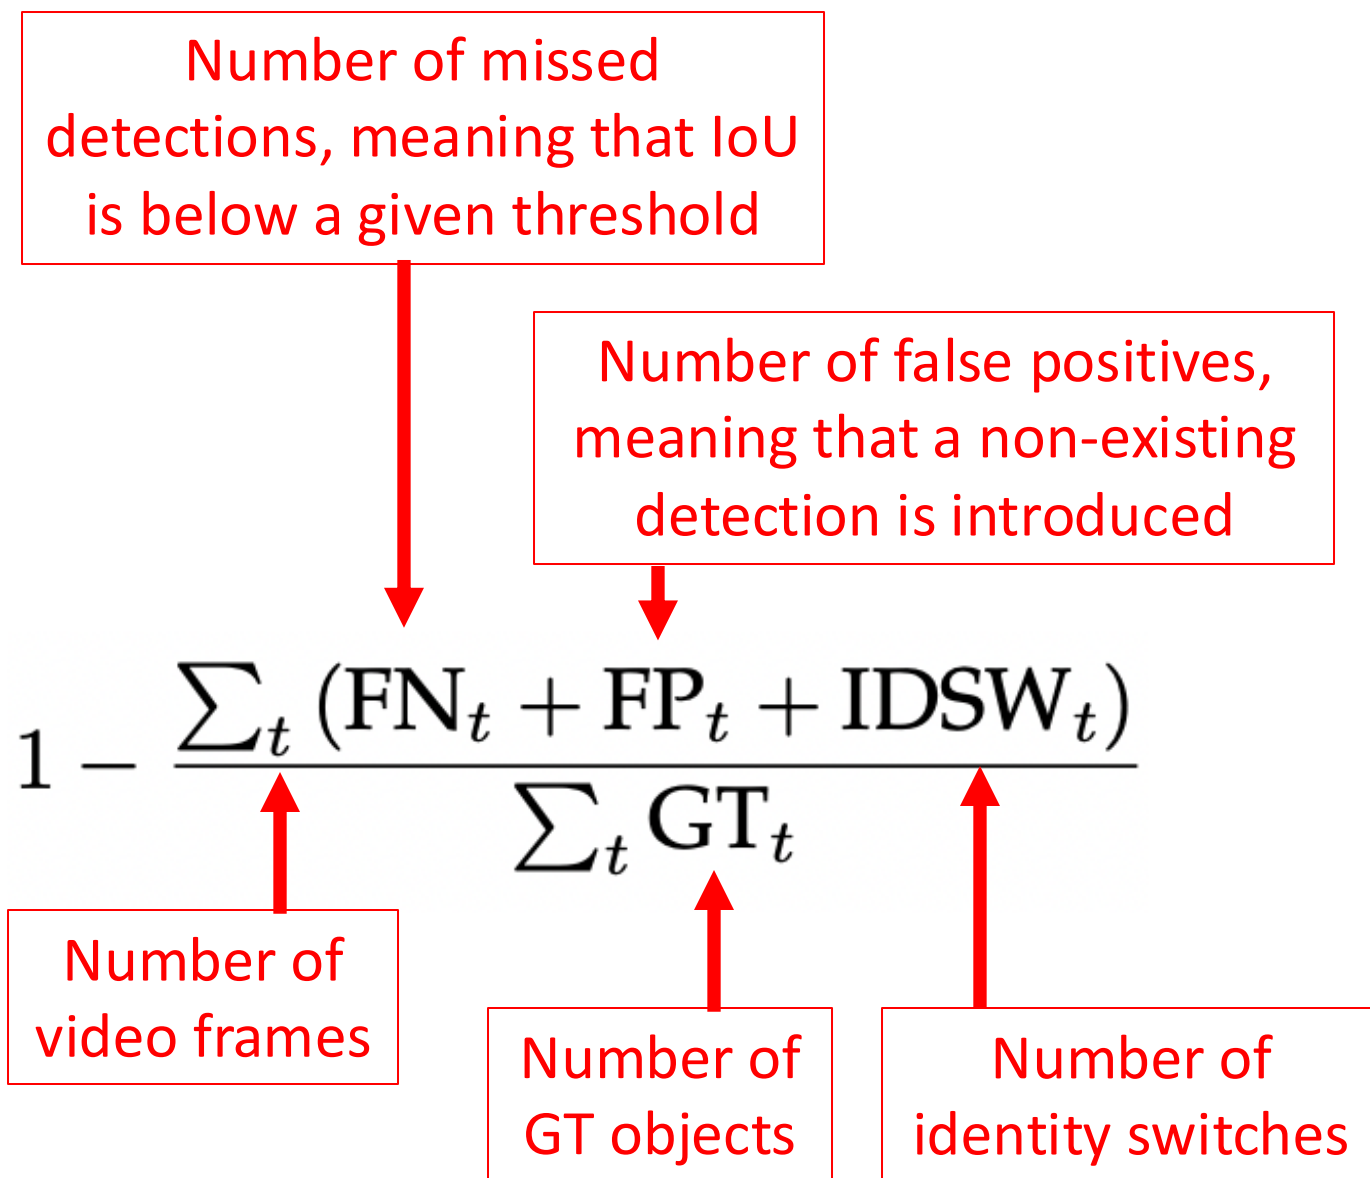 Number of missed
detections, meaning that IoU
is below a given threshold
Number of false positives,
meaning that a non-existing
detection is introduced
1 − ∑t (FNt + FPt + IDSWt)
∑t GTt
Number of
video frames
Number of
GT objects
Number of
identity switches